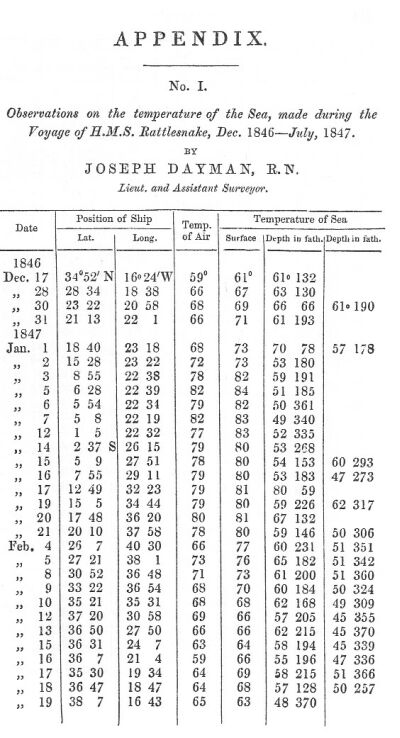 APPENDIX.
No. I.
Observations on the temperature of the Sea, made during the
Voyage of H.M.S. Rattlesnake, Dec. 1846—July, 1847.
BY
JOSEPH DAYMAN, R.N.
Lieut. and Assistant Surveyor.
Date Position of Ship Temp. of Air Temperature of Sea
Lat. Long. Surface Depth in fath. Depth in fath.
1846
Dec. 17 34°52' N 16°24'W 59° 61° 61° 132
„ 28 28 34 18 38 66 67 63 130
„ 30 23 22 20 58 68 69 66 66 61° 190
„ 31 21 13 22 1 66 71 61 193
1847
Jan. 1 18 40 23 18 68 73 70 78 57 178
„ 2 15 28 23 22 72 73 53 180
„ 3 8 55 22 38 78 82 59 191
„ 5 6 28 22 39 82 84 51 185
„ 6 5 54 22 34 79 82 50 361
„ 7 5 8 22 19 82 83 49 340
„ 12 1 5 22 32 77 83 52 335
„ 14 2 37 S 26 15 79 80 53 268
„ 15 5 9 27 51 78 80 54 153 60 293
„ 16 7 55 29 11 79 80 53 183 47 273
„ 17 12 49 32 23 79 81 80 59
„ 19 15 5 34 44 79 80 59 226 62 317
„ 20 17 48 36 20 80 81 67 132
„ 21 20 10 37 58 78 80 59 146 50 306
Feb. 4 26 7 40 30 66 77 60 231 51 351
„ 5 27 21 38 1 73 76 65 182 51 342
„ 8 30 52 36 48 71 73 61 200 51 360
„ 9 33 22 36 54 68 70 60 184 50 324
„ 10 35 21 35 31 68 68 62 168 49 309
„ 12 37 20 30 58 69 66 57 205 45 355
„ 13 36 50 27 50 66 66 62 215 45 370
„ 15 36 31 24 7 63 64 58 194 45 339
„ 16 36 7 21 4 59 66 55 196 47 336
„ 17 35 30 19 34 64 69 58 215 51 366
„ 18 36 47 18 47 64 68 57 128 50 257
„ 19 38 7 16 43 65 63 48 370